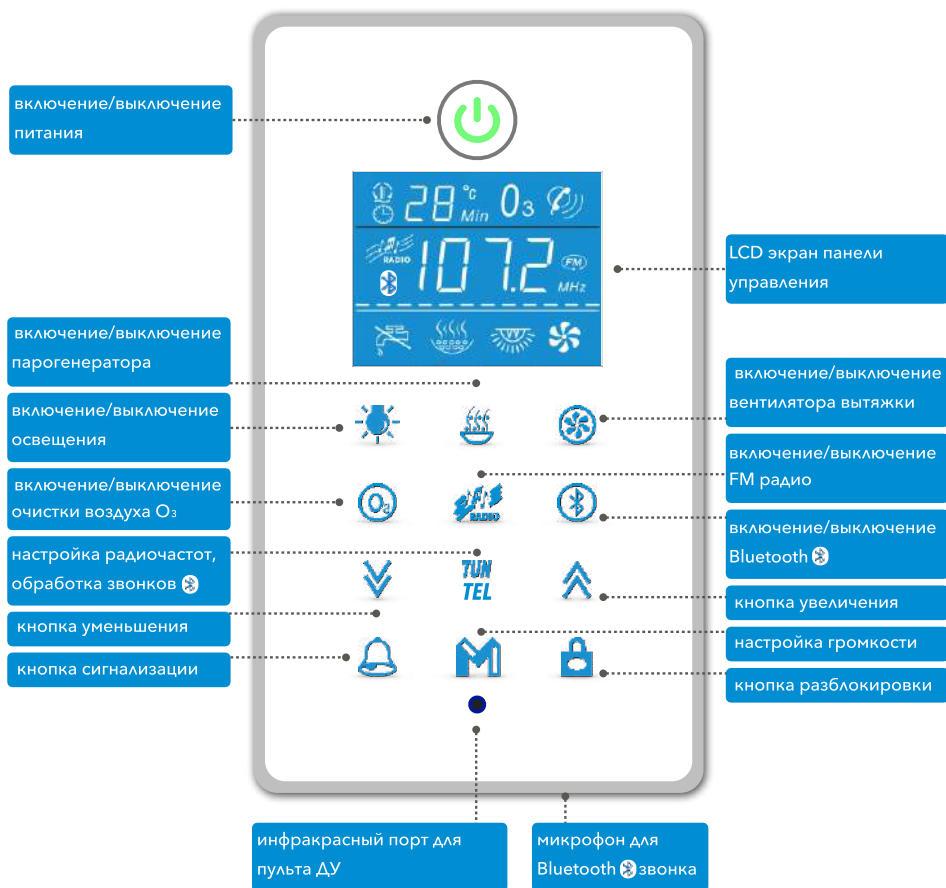 включение/выключение
питания
28 °C Min O3
RADIO 107.2 FM
MHz
LCD экран панели
управления
включение/выключение
парогенератора
включение/выключение
освещения
включение/выключение
очистки воздуха O₃
настройка радиочастот,
обработка звонков
кнопка уменьшения
кнопка сигнализации
O₃
RADIO
TUN
TEL
M
включение/выключение
вентилятора вытяжки
включение/выключение
FM радио
включение/выключение
Bluetooth
кнопка увеличения
настройка громкости
кнопка разблокировки
инфракрасный порт для
пульта ДУ
микрофон для
Bluetooth звонка